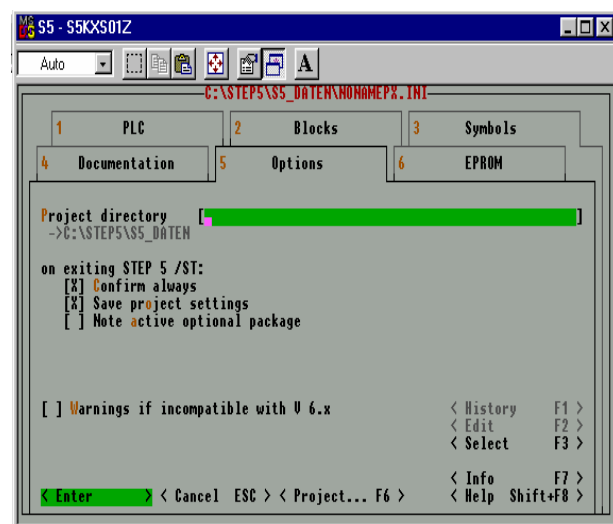 MS S5 - S5KXS01Z
Auto A
C:\STEP5\S5_DATEN\NONAMEPX.INI
1 PLC 2 Blocks 3 Symbols
4 Documentation 5 Options 6 EPROM
Project directory [ ]
->C:\STEP5\S5_DATEN
on exiting STEP 5 /ST:
[X] Confirm always
[X] Save project settings
[ ] Note active optional package
[ ] Warnings if incompatible with V 6.x < History F1 >
< Edit F2 >
< Select F3 >
< Info F7 >
< Enter > < Cancel ESC > < Project... F6 > < Help Shift+F8 >